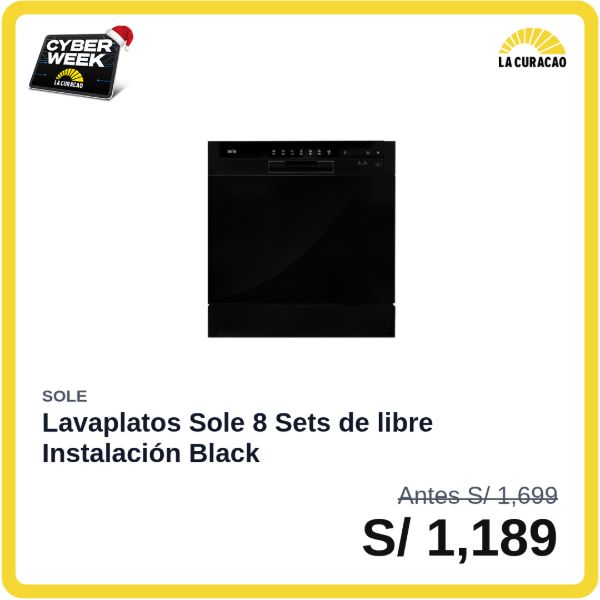 CYBER
WEEK
LA CURACAO
LA CURACAO
SOLE
Lavaplatos Sole 8 Sets de libre
Instalación Black
Antes S/ 1,699
S/ 1,189